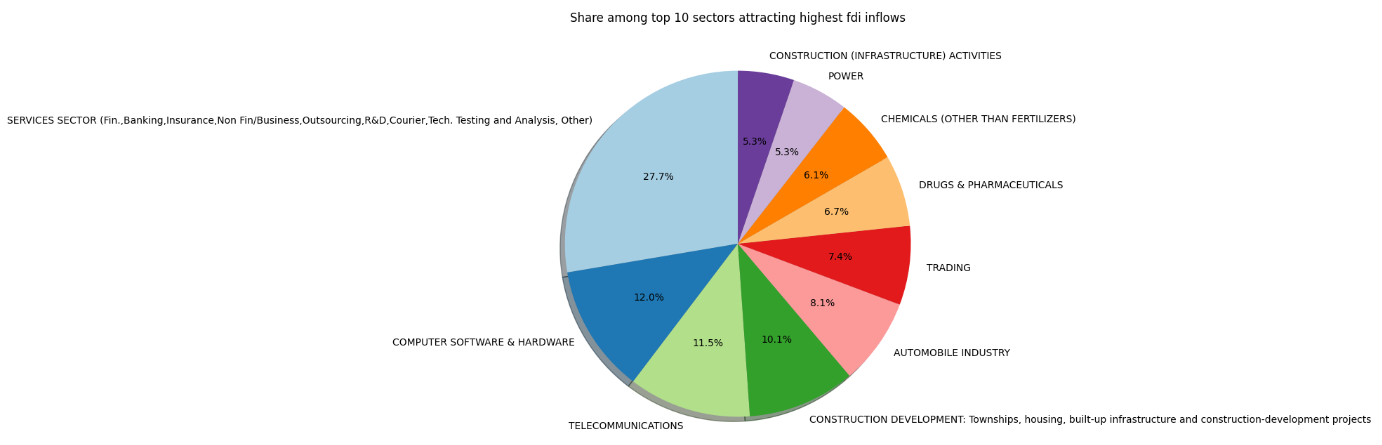 Share among top 10 sectors attracting highest fdi inflows
CONSTRUCTION (INFRASTRUCTURE) ACTIVITIES
POWER
CHEMICALS (OTHER THAN FERTILIZERS)
SERVICES SECTOR (Fin.,Banking,Insurance,Non Fin/Business,Outsourcing,R&D,Courier,Tech. Testing and Analysis, Other)
5.3%
5.3%
6.1%
27.7%
DRUGS & PHARMACEUTICALS
6.7%
7.4%
TRADING
12.0%
8.1%
11.5%
10.1%
COMPUTER SOFTWARE & HARDWARE
AUTOMOBILE INDUSTRY
TELECOMMUNICATIONS
CONSTRUCTION DEVELOPMENT: Townships, housing, built-up infrastructure and construction-development projects